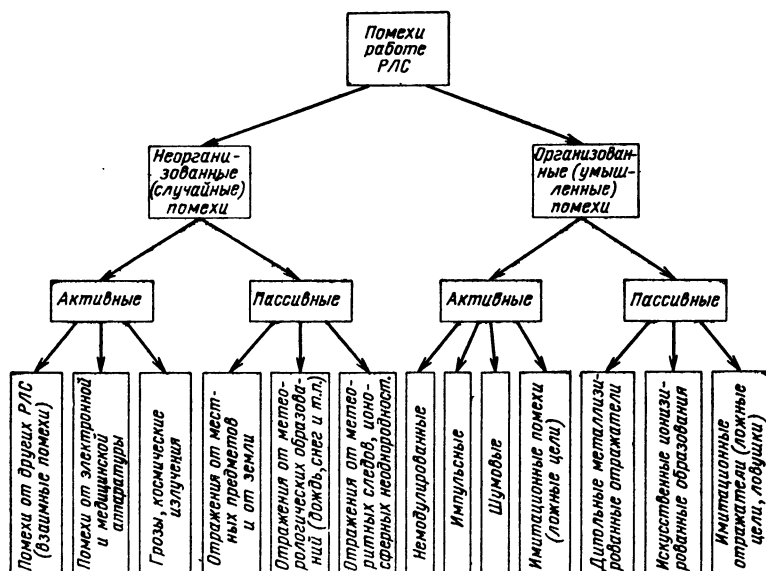 Помехи
работе
РЛС
Неоргани-
зованные
(случайные)
помехи
Организован-
ные (умыш-
ленные)
помехи
Активные
Пассивные
Активные
Пассивные
Помехи от других РЛС
(взаимные помехи)
Помехи от электронной
и медицинской
аппаратуры
Грозы, космические
излучения
Отражения от мест-
ных предметов
и от земли
Отражения от метео-
рологических образова-
ний (дождь, снег и т.п.)
Отражения от метео-
ритных следов, ионо-
сферных неоднородност.
Немодулированные
Импульсные
Шумовые
Имитационные помехи
(ложные цели)
Дипольные металлизи-
рованные отражатели
Искусственные ионизи-
рованные образования
Имитационные
отражатели (ложные
цели, ловушки)